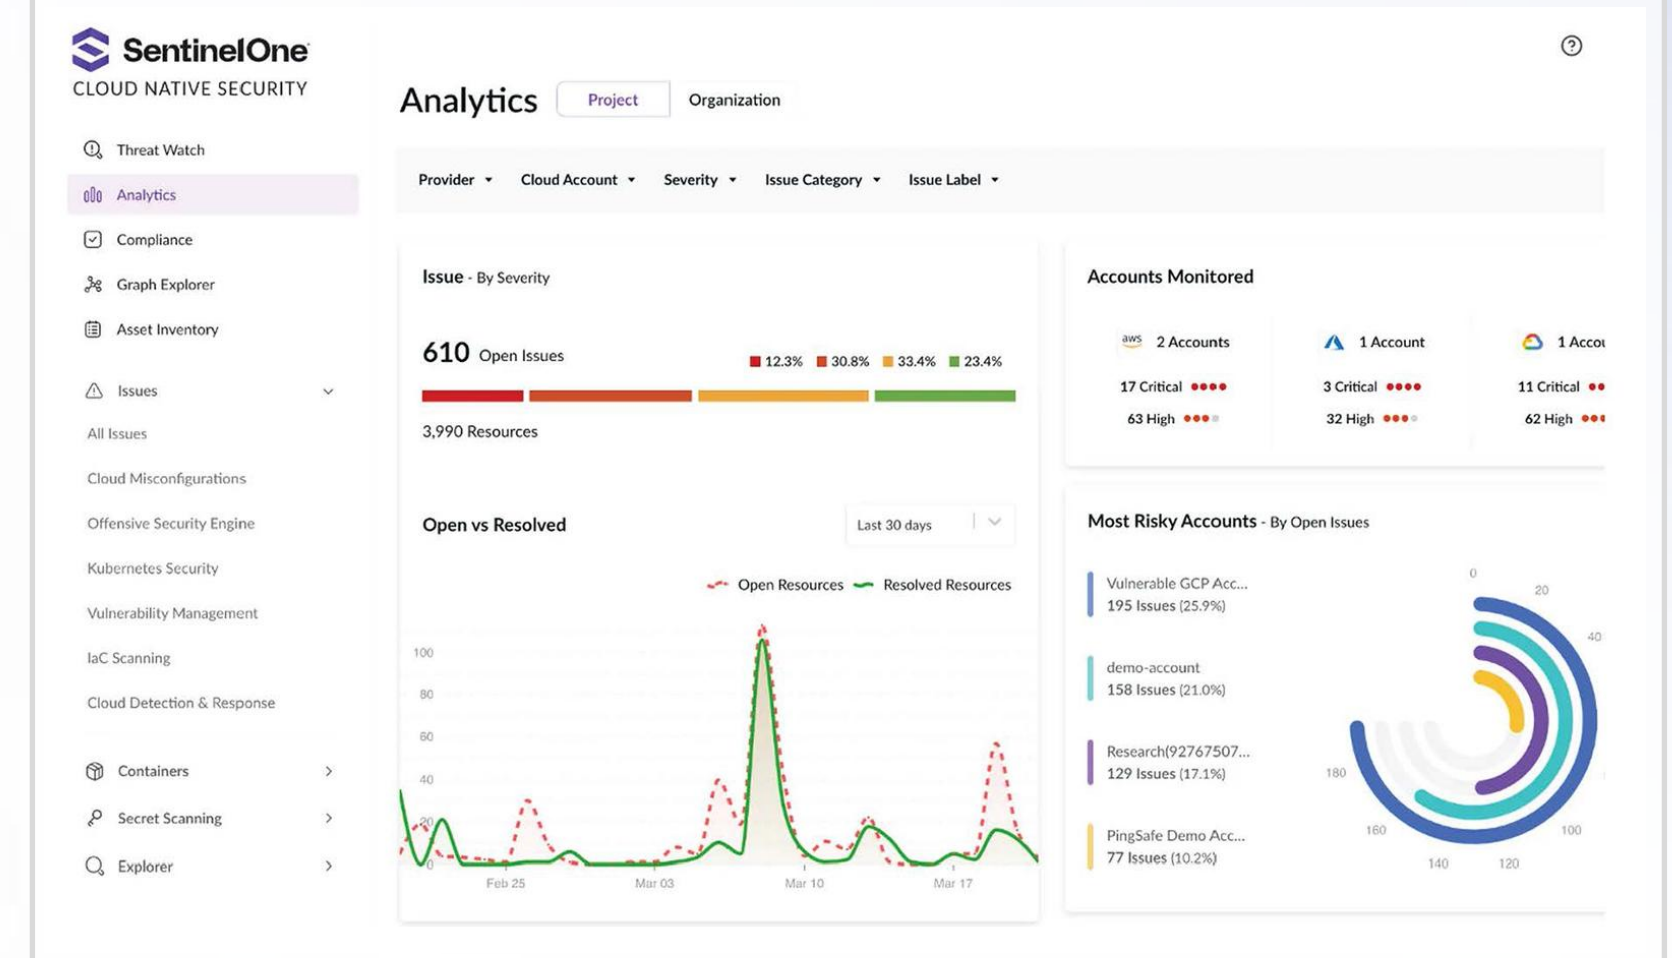 SentinelOne
CLOUD NATIVE SECURITY
Threat Watch
Analytics
Compliance
Graph Explorer
Asset Inventory
Issues
All Issues
Cloud Misconfigurations
Offensive Security Engine
Kubernetes Security
Vulnerability Management
IaC Scanning
Cloud Detection & Response
Containers
Secret Scanning
Explorer
Analytics Project Organization
Provider Cloud Account Severity Issue Category Issue Label
Issue - By Severity
610 Open Issues
12.3% 30.8% 33.4% 23.4%
3,990 Resources
Open vs Resolved
Last 30 days
Open Resources Resolved Resources
100
80
60
40
20
0
Feb 25 Mar 03 Mar 10 Mar 17
Accounts Monitored
aws 2 Accounts
17 Critical
63 High
1 Account
3 Critical
32 High
1 Accou
11 Critical
62 High
Most Risky Accounts - By Open Issues
Vulnerable GCP Acc...
195 Issues (25.9%)
demo-account
158 Issues (21.0%)
Research(92767507...
129 Issues (17.1%)
PingSafe Demo Acc...
77 Issues (10.2%)
0
20
40
100
120
140
160
180